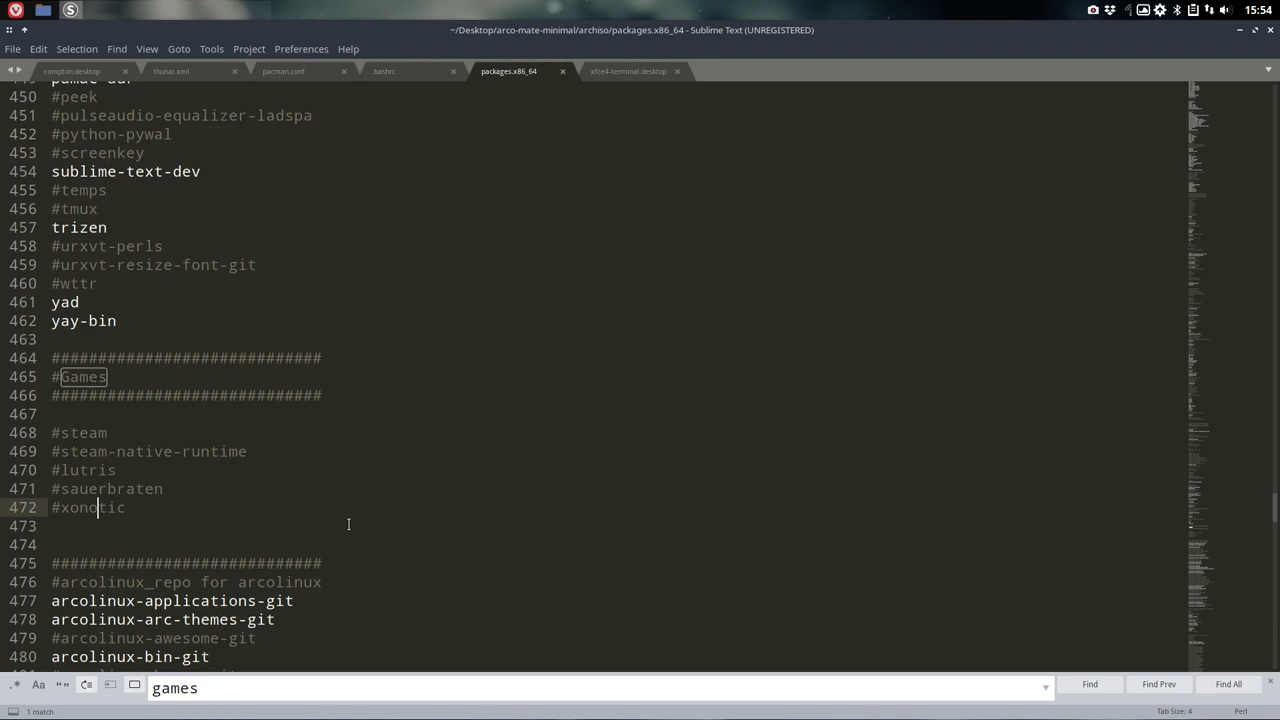 15:54
~/Desktop/arco-mate-minimal/archiso/packages.x86_64 - Sublime Text (UNREGISTERED)
File Edit Selection Find View Goto Tools Project Preferences Help
compton.desktop thunar.xml pacman.conf .bashrc packages.x86_64 xfce4-terminal.desktop
pamac-aur
450 #peek
451 #pulseaudio-equalizer-ladspa
452 #python-pywal
453 #screenkey
454 sublime-text-dev
455 #temps
456 #tmux
457 trizen
458 #urxvt-perls
459 #urxvt-resize-font-git
460 #wttr
461 yad
462 yay-bin
463
464 #############################
465 #Games
466 #############################
467
468 #steam
469 #steam-native-runtime
470 #lutris
471 #sauerbraten
472 #xonotic
473
474
475 #############################
476 #arcolinux_repo for arcolinux
477 arcolinux-applications-git
478 arcolinux-arc-themes-git
479 #arcolinux-awesome-git
480 arcolinux-bin-git
.* Aa “” games Find Find Prev Find All
1 match Tab Size: 4 Perl